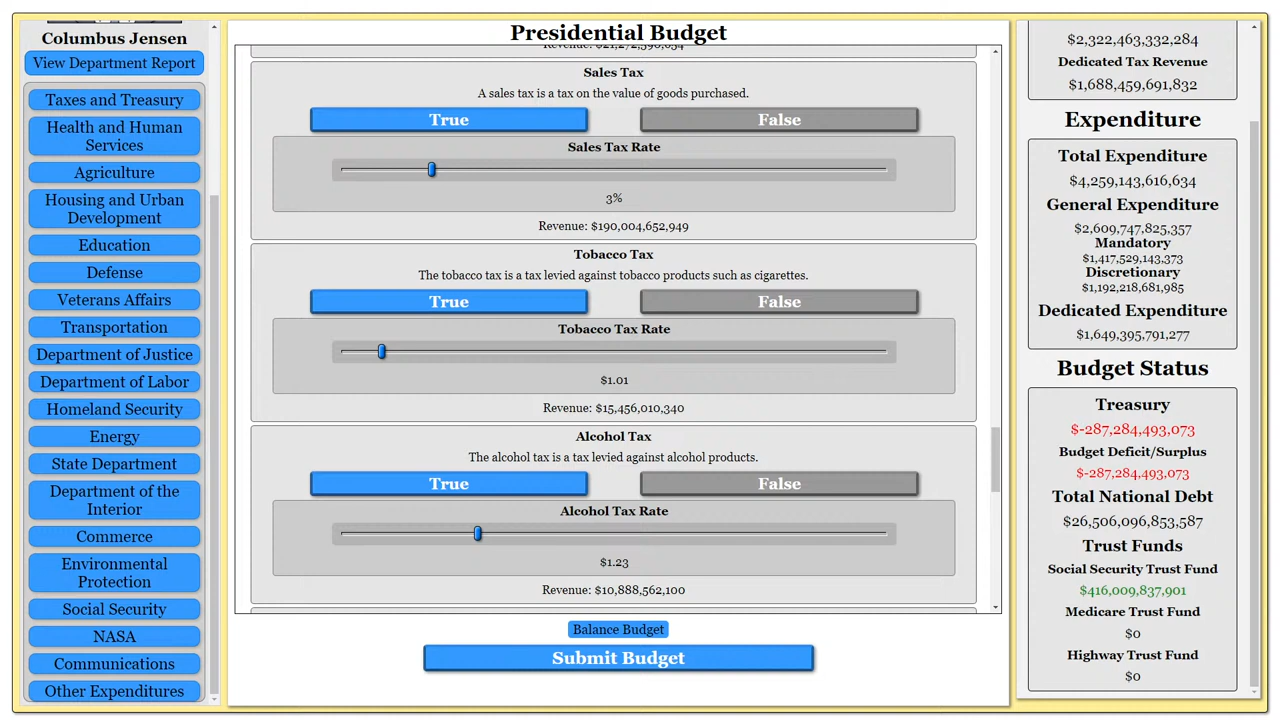 Columbus Jensen
View Department Report
Taxes and Treasury
Health and Human
Services
Agriculture
Housing and Urban
Development
Education
Defense
Veterans Affairs
Transportation
Department of Justice
Department of Labor
Homeland Security
Energy
State Department
Department of the
Interior
Commerce
Environmental
Protection
Social Security
NASA
Communications
Other Expenditures
Presidential Budget
Sales Tax
A sales tax is a tax on the value of goods purchased.
True False
Sales Tax Rate
3%
Revenue: $190,004,652,949
Tobacco Tax
The tobacco tax is a tax levied against tobacco products such as cigarettes.
True False
Tobacco Tax Rate
$1.01
Revenue: $15,456,010,340
Alcohol Tax
The alcohol tax is a tax levied against alcohol products.
True False
Alcohol Tax Rate
$1.23
Revenue: $10,888,562,100
Balance Budget
Submit Budget
$2,322,463,332,284
Dedicated Tax Revenue
$1,688,459,691,832
Expenditure
Total Expenditure
$4,259,143,616,634
General Expenditure
$2,609,747,825,357
Mandatory
$1,417,529,143,373
Discretionary
$1,192,218,681,985
Dedicated Expenditure
$1,649,395,791,277
Budget Status
Treasury
$-287,284,493,073
Budget Deficit/Surplus
$-287,284,493,073
Total National Debt
$26,506,096,853,587
Trust Funds
Social Security Trust Fund
$416,009,837,901
Medicare Trust Fund
$0
Highway Trust Fund
$0